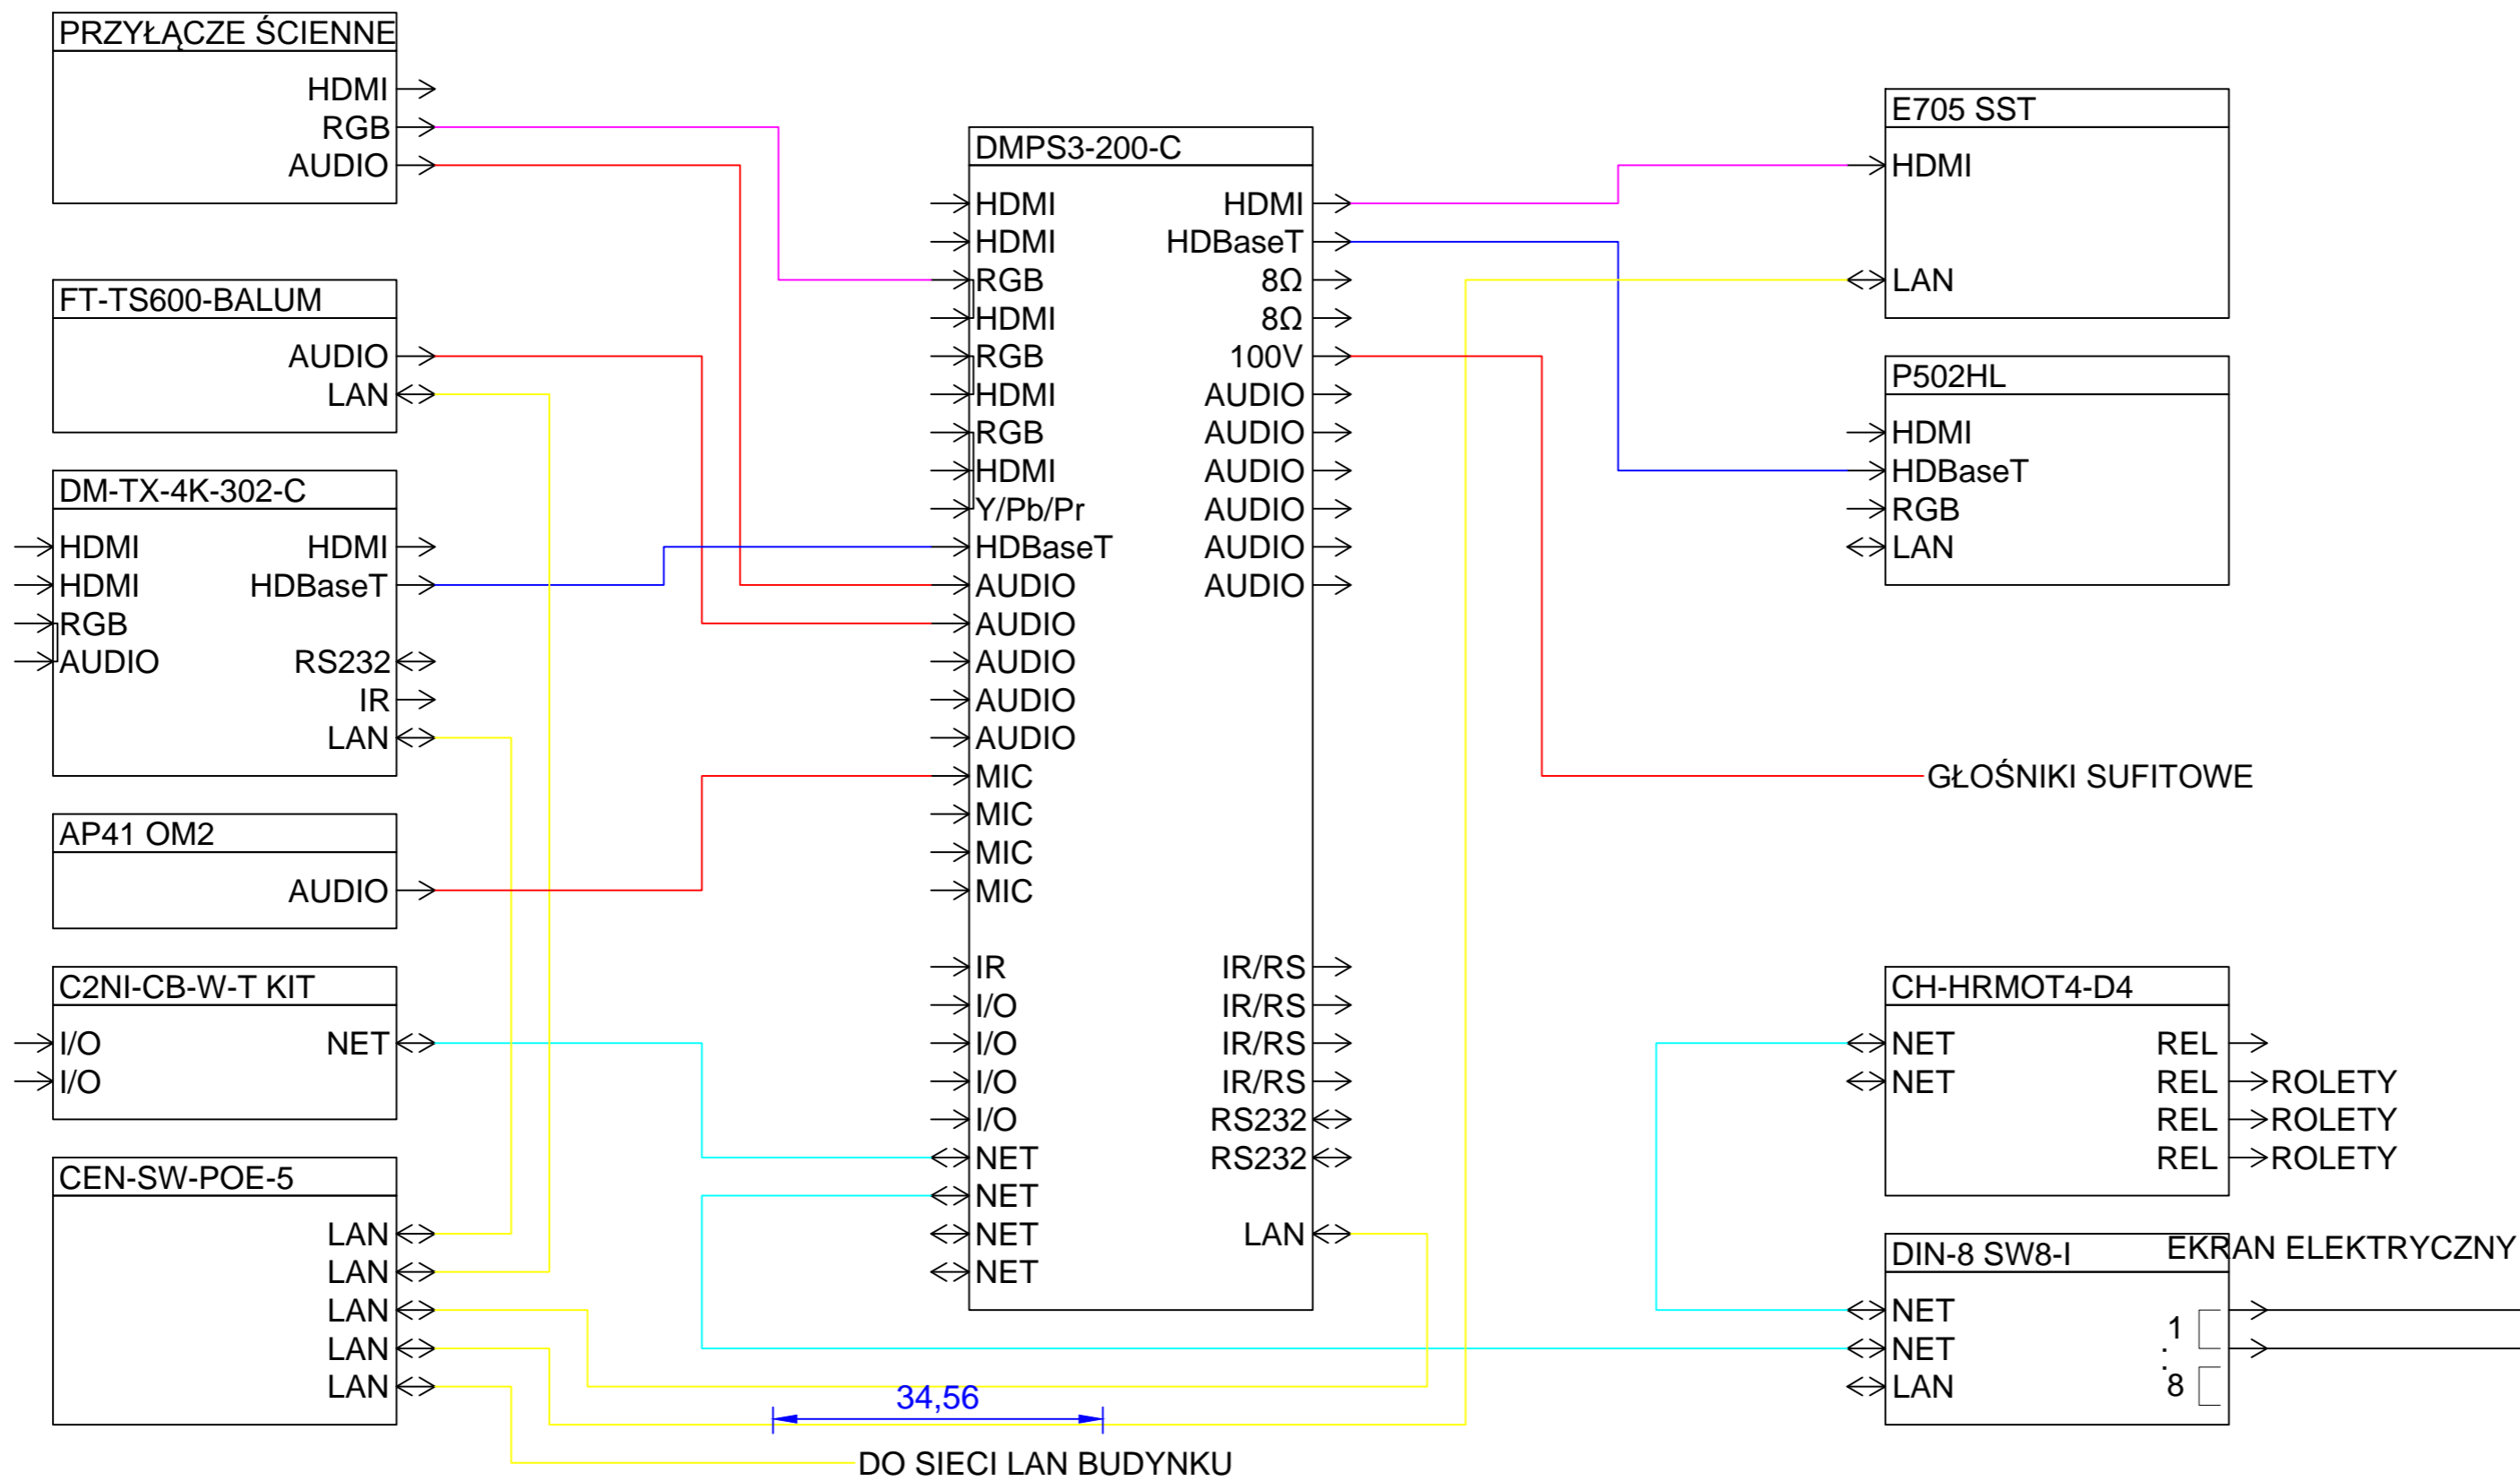 PRZYŁĄCZE ŚCIENNE
HDMI
RGB
AUDIO
FT-TS600-BALUM
AUDIO
LAN
DM-TX-4K-302-C
HDMI HDMI
HDMI HDBaseT
RGB
AUDIO RS232
IR
LAN
AP41 OM2
AUDIO
C2NI-CB-W-T KIT
I/O NET
I/O
CEN-SW-POE-5
LAN
LAN
LAN
LAN
LAN
DMPS3-200-C
HDMI HDMI
HDMI HDBaseT
RGB 8Ω
HDMI 8Ω
RGB 100V
HDMI AUDIO
RGB AUDIO
HDMI AUDIO
Y/Pb/Pr AUDIO
HDBaseT AUDIO
AUDIO AUDIO
AUDIO
AUDIO
AUDIO
AUDIO
MIC
MIC
MIC
MIC
IR IR/RS
I/O IR/RS
I/O IR/RS
I/O IR/RS
I/O RS232
NET RS232
NET
NET LAN
NET
34,56
DO SIECI LAN BUDYNKU
E705 SST
HDMI
LAN
P502HL
HDMI
HDBaseT
RGB
LAN
GŁOŚNIKI SUFITOWE
CH-HRMOT4-D4
NET REL
NET REL ROLETY
REL ROLETY
REL ROLETY
DIN-8 SW8-I EKRAN ELEKTRYCZNY
NET
1
NET
.
.
LAN 8